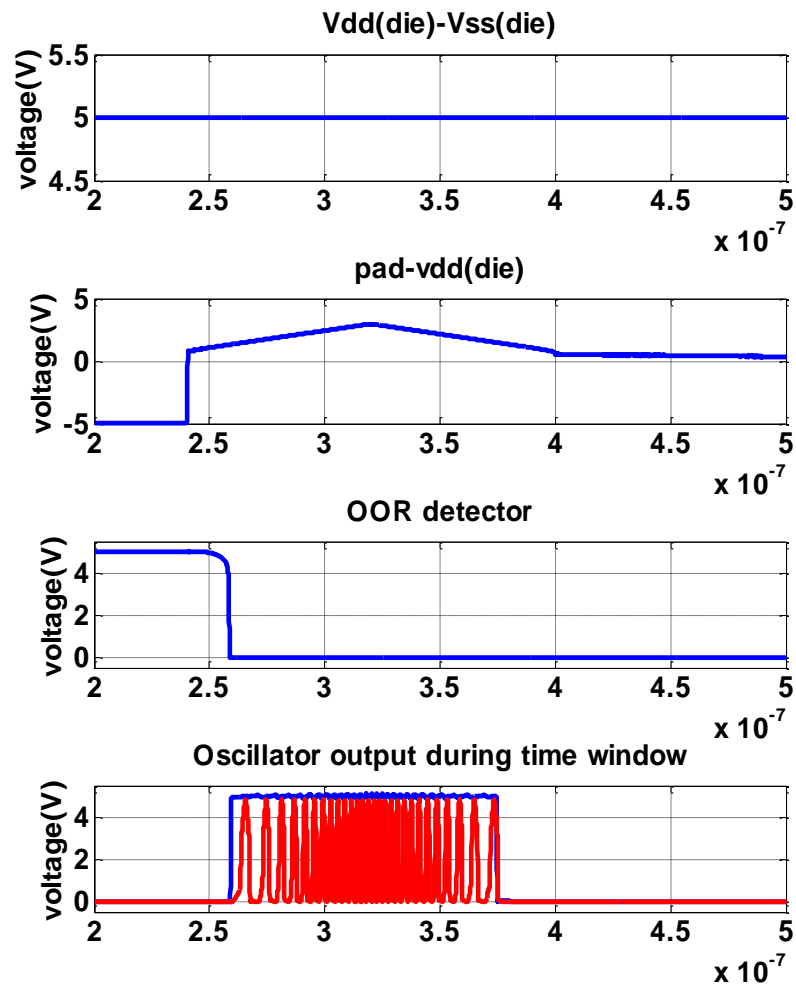 Vdd(die)-Vss(die)
voltage(V)
5.5
5
4.5
2 2.5 3 3.5 4 4.5 5
x 10-7
pad-vdd(die)
voltage(V)
5
0
-5
2 2.5 3 3.5 4 4.5 5
x 10-7
OOR detector
voltage(V)
4
2
0
2 2.5 3 3.5 4 4.5 5
x 10-7
Oscillator output during time window
voltage(V)
4
2
0
2 2.5 3 3.5 4 4.5 5
x 10-7